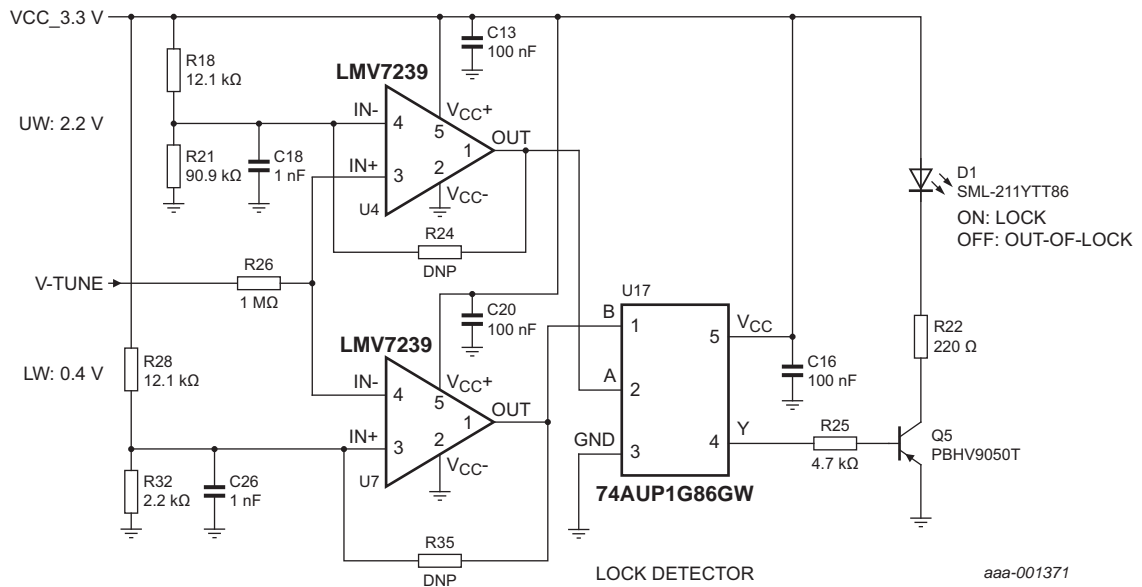 VCC_3.3 V
C13
100 nF
R18
12.1 kΩ
LMV7239
VCC+
IN-
4
5
OUT
UW: 2.2 V
1
R21
90.9 kΩ
C18
1 nF
IN+
3
2
VCC-
U4
D1
SML-211YTT86
ON: LOCK
OFF: OUT-OF-LOCK
R24
DNP
V-TUNE
R26
1 MΩ
C20
100 nF
U17
B
1
5
VCC
R22
220 Ω
LMV7239
R28
12.1 kΩ
LW: 0.4 V
VCC+
IN-
4
5
OUT
1
A
2
C16
100 nF
IN+
3
2
VCC-
U7
GND
3
4
Y
R25
4.7 kΩ
Q5
PBHV9050T
R32
2.2 kΩ
C26
1 nF
74AUP1G86GW
R35
DNP
LOCK DETECTOR
aaa-001371